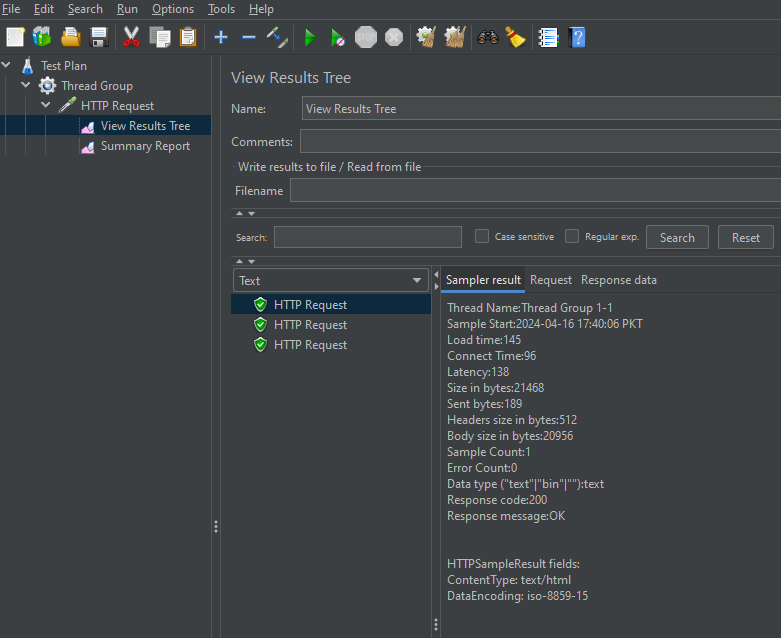 File Edit Search Run Options Tools Help
Test Plan
Thread Group
HTTP Request
View Results Tree
Summary Report
View Results Tree
Name: View Results Tree
Comments:
Write results to file / Read from file
Filename
Search: Case sensitive Regular exp. Search Reset
Text
HTTP Request
HTTP Request
HTTP Request
Sampler result Request Response data
Thread Name:Thread Group 1-1
Sample Start:2024-04-16 17:40:06 PKT
Load time:145
Connect Time:96
Latency:138
Size in bytes:21468
Sent bytes:189
Headers size in bytes:512
Body size in bytes:20956
Sample Count:1
Error Count:0
Data type ("text"|"bin"|""):text
Response code:200
Response message:OK
HTTPSampleResult fields:
ContentType: text/html
DataEncoding: iso-8859-15